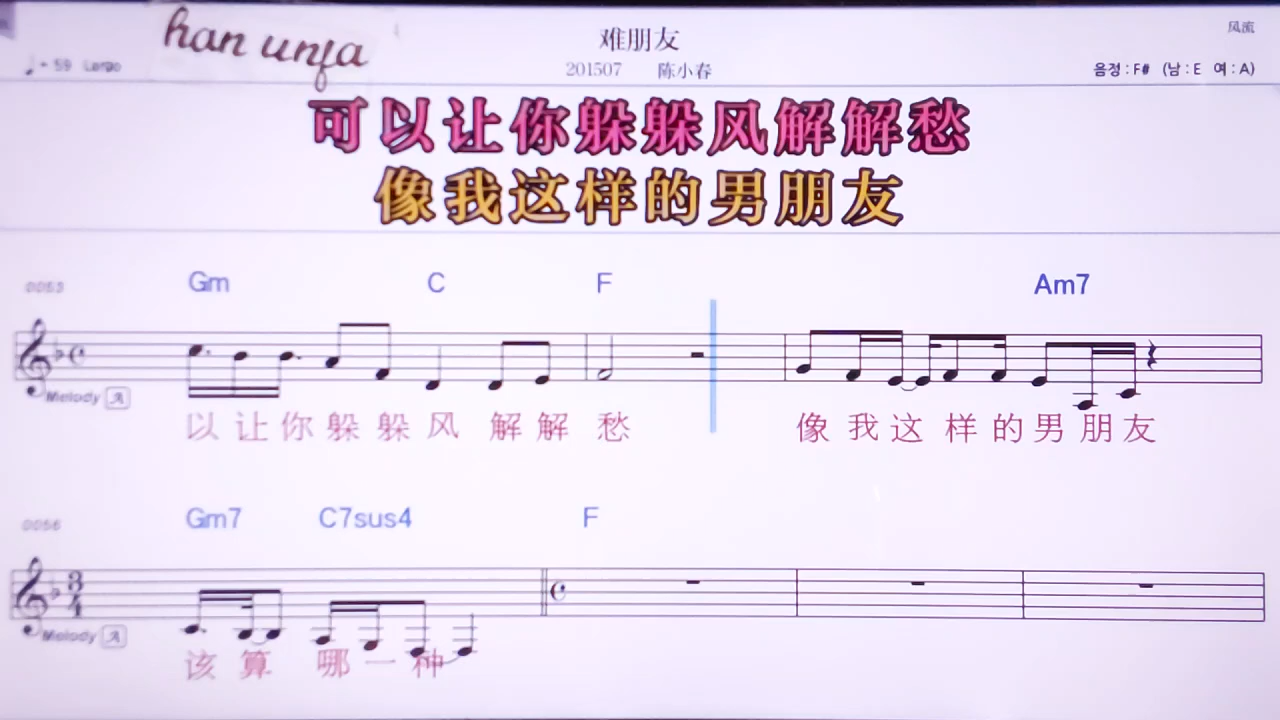 han unfa
难朋友
风流
♩= 59 Largo
201507 陈小春
음정 : F# (남 : E 여 : A)
可以让你躲躲风解解愁
像我这样的男朋友
0053
Gm C F Am7
Melody
以 让 你 躲 躲 风 解 解 愁 像 我 这 样 的 男 朋 友
0056
Gm7 C7sus4 F
3
4
Melody
该 算 哪 一 种